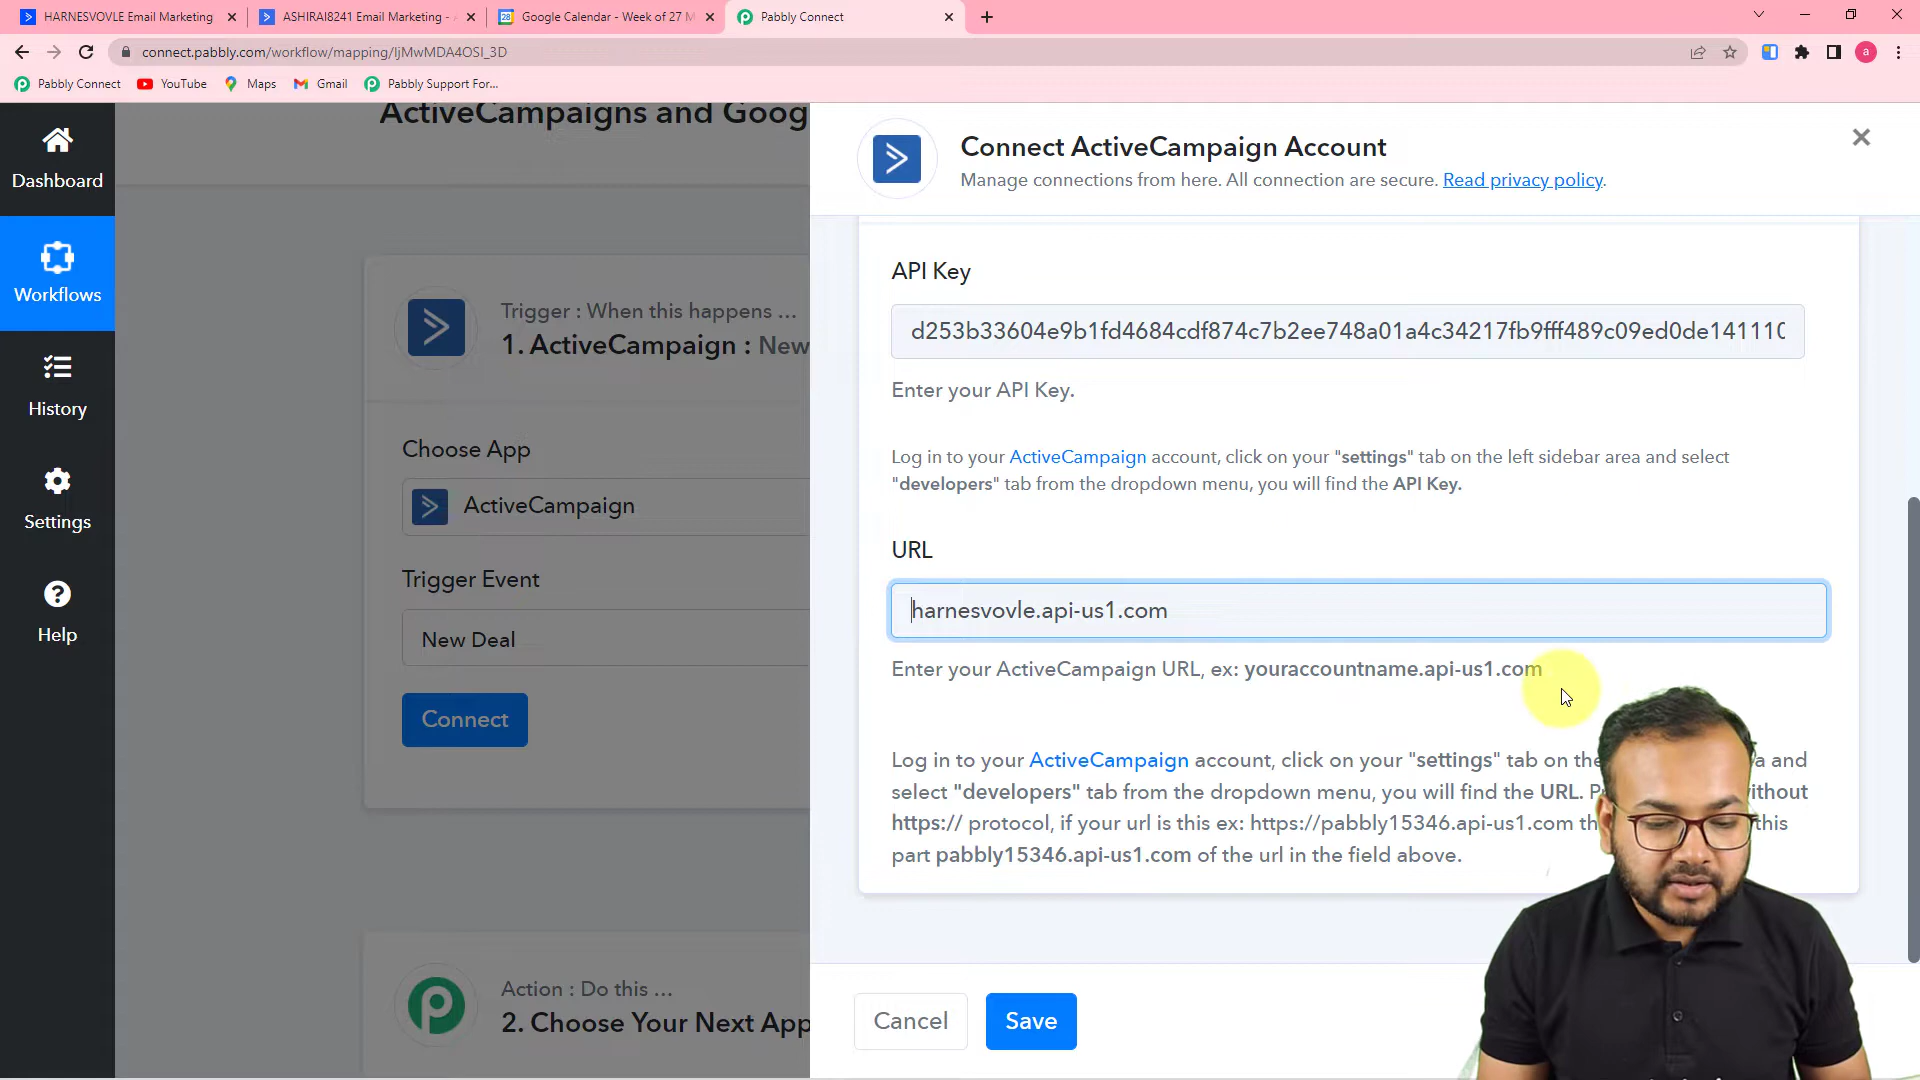 HARNESVOVLE Email Marketing
ASHIRAI8241 Email Marketing -
28 Google Calendar - Week of 27 M
Pabbly Connect
connect.pabbly.com/workflow/mapping/IjMwMDA4OSI_3D
a
Pabbly Connect
YouTube
Maps
Gmail
Pabbly Support For...
Dashboard
Workflows
History
Settings
Help
ActiveCampaigns and Goog
Trigger : When this happens ...
1. ActiveCampaign : New
Choose App
ActiveCampaign
Trigger Event
New Deal
Connect
Action : Do this ...
2. Choose Your Next App
Connect ActiveCampaign Account
Manage connections from here. All connection are secure. Read privacy policy.
API Key
d253b33604e9b1fd4684cdf874c7b2ee748a01a4c34217fb9fff489c09ed0de141110
Enter your API Key.
Log in to your ActiveCampaign account, click on your "settings" tab on the left sidebar area and select
"developers" tab from the dropdown menu, you will find the API Key.
URL
harnesvovle.api-us1.com
Enter your ActiveCampaign URL, ex: youraccountname.api-us1.com
Log in to your ActiveCampaign account, click on your "settings" tab on the and
select "developers" tab from the dropdown menu, you will find the URL.
https:// protocol, if your url is this ex: https://pabbly15346.api-us1.com this
part pabbly15346.api-us1.com of the url in the field above.
Cancel
Save